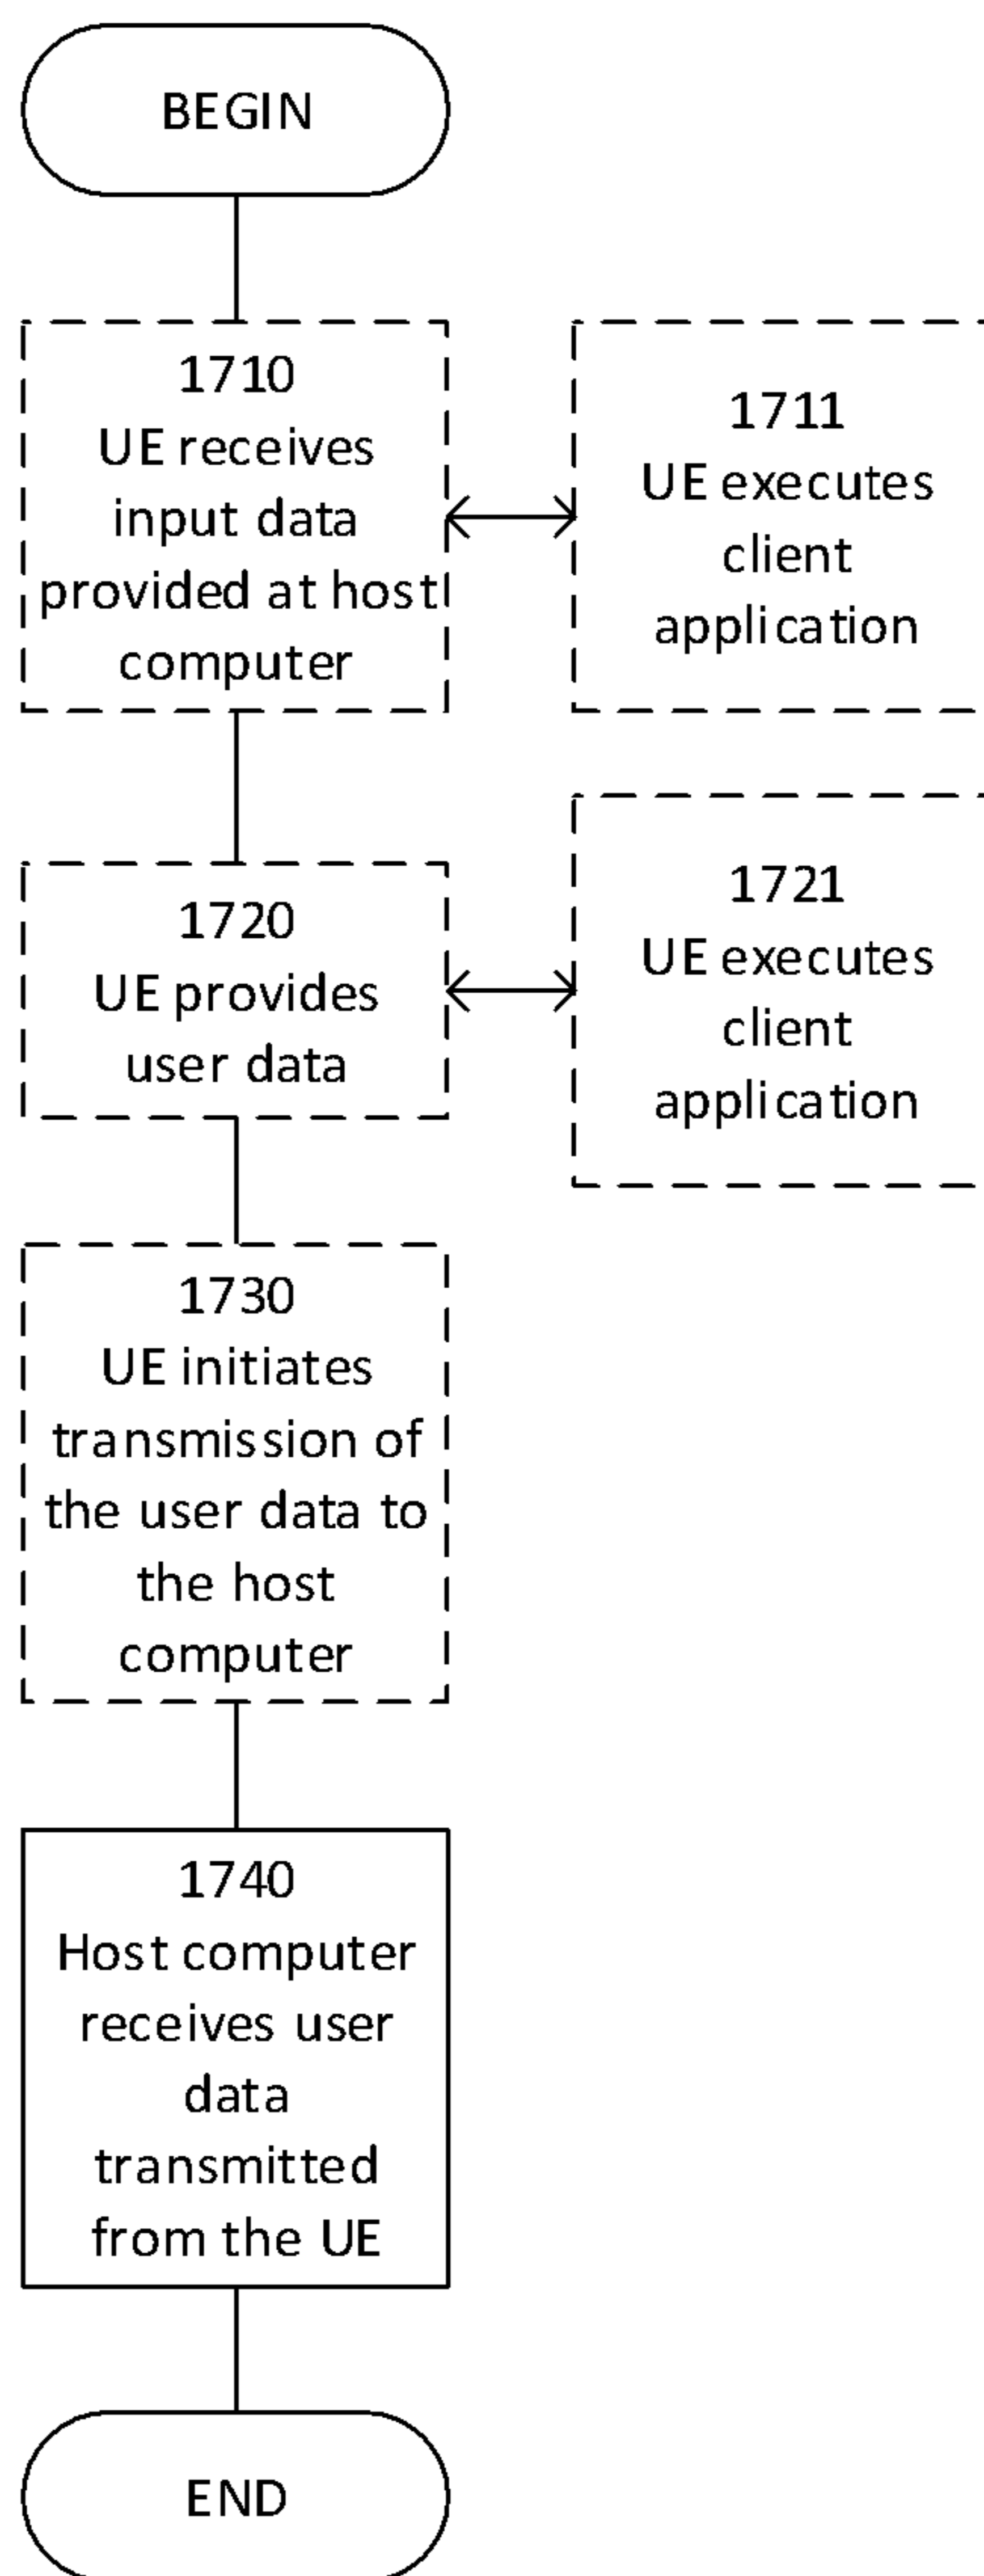 BEGIN
1710
UE receives
input data
provided at host
computer
1711
UE executes
client
application
1720
UE provides
user data
1721
UE executes
client
application
1730
UE initiates
transmission of
the user data to
the host
computer
1740
Host computer
receives user
data
transmitted
from the UE
END